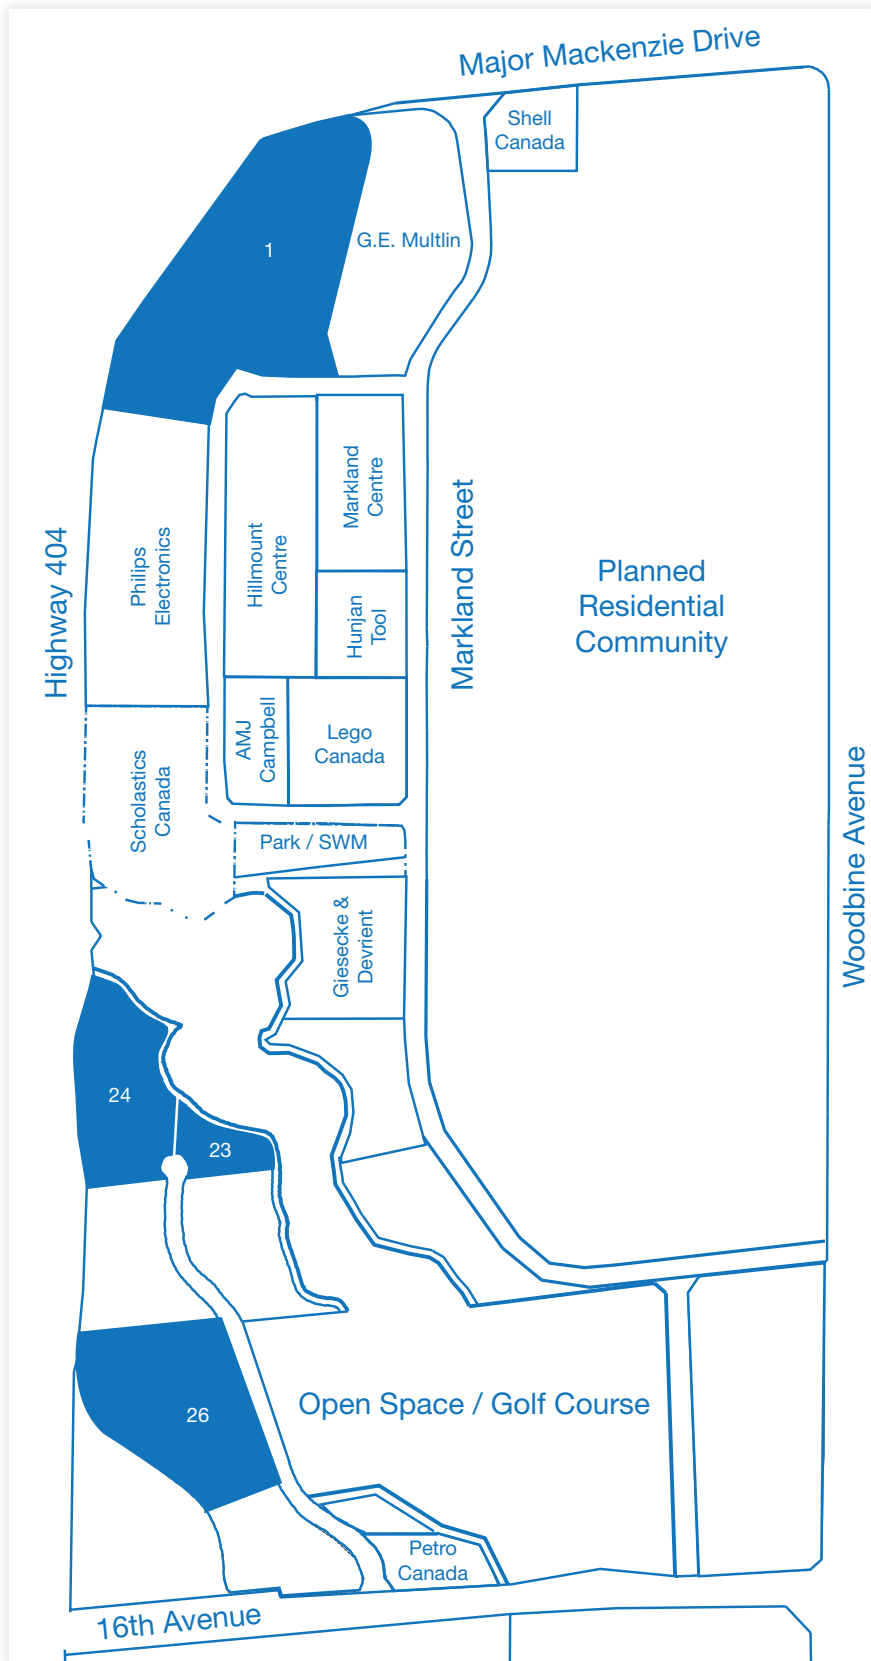 Major Mackenzie Drive
Shell
Canada
1
G.E. Multlin
Markland
Centre
Hillmount
Centre
Philips
Electronics
Hunjan
Tool
Highway 404
Markland Street
Planned
Residential
Community
AMJ
Campbell
Lego
Canada
Scholastics
Canada
Park / SWM
Woodbine Avenue
Giesecke &
Devrient
24
23
26
Open Space / Golf Course
Petro
Canada
16th Avenue